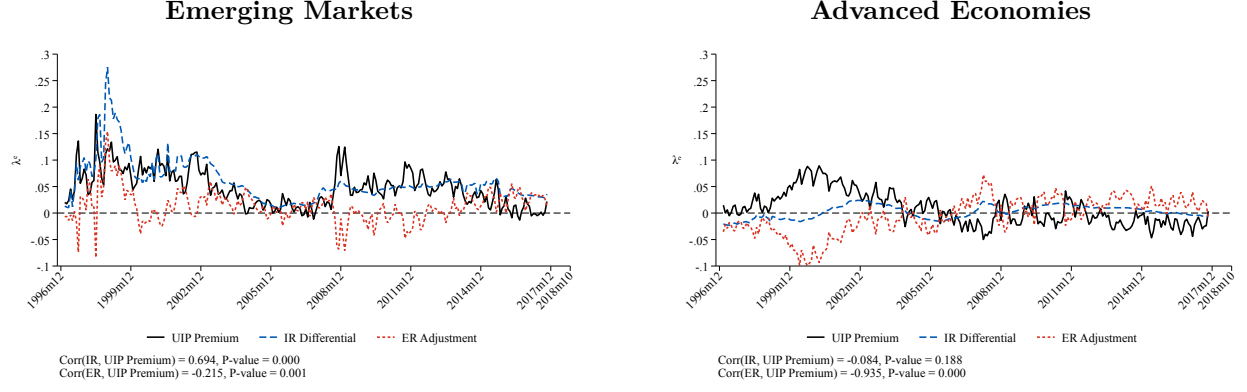 Emerging Markets
λᶜ
.3
.25
.2
.15
.1
.05
0
-.05
-.1
1996m12
1999m12
2002m12
2005m12
2008m12
2011m12
2014m12
2017m12
2018m10
UIP Premium IR Differential ER Adjustment
Corr(IR, UIP Premium) = 0.694, P-value = 0.000
Corr(ER, UIP Premium) = -0.215, P-value = 0.001
Advanced Economies
.3
.25
.2
.15
.1
.05
0
-.05
-.1
1996m12
1999m12
2002m12
2005m12
2008m12
2011m12
2014m12
2017m12
2018m10
UIP Premium IR Differential ER Adjustment
Corr(IR, UIP Premium) = -0.084, P-value = 0.188
Corr(ER, UIP Premium) = -0.935, P-value = 0.000